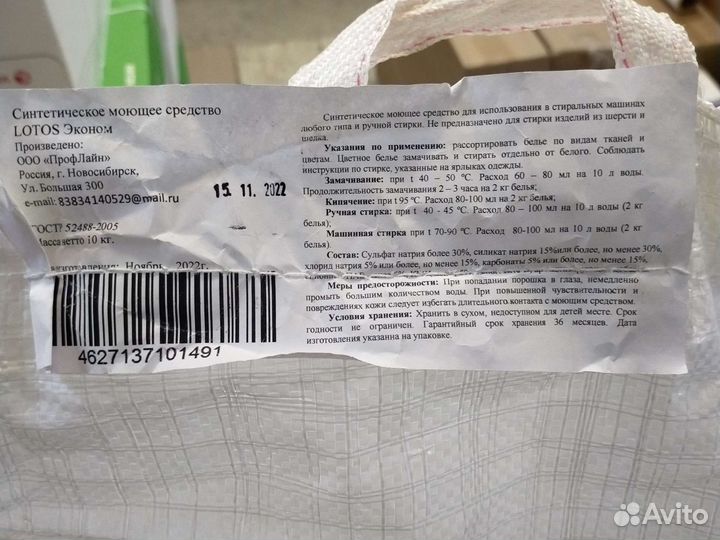 Синтетическое моющее средство
LOTOS Эконом
Произведено:
ООО «ПрофЛайн»
Россия, г. Новосибирск,
Ул. Большая 300
e-mail: 83834140529@mail.ru
15. 11. 2022
ГОСТ 52488-2005
Масса нетто 10 кг.
изготовления: Ноябрь 2022г.
4627137101491
Синтетическое моющее средство для использования в стиральных машинах
любого типа и ручной стирки. Не предназначено для стирки изделий из шерсти и
шелка.
Указания по применению: рассортировать белье по видам тканей и
цветам. Цветное белье замачивать и стирать отдельно от белого. Соблюдать
инструкции по стирке, указанные на ярлыках одежды.
Замачивание: при t 40 – 50 °С. Расход 60 – 80 мл на 10 л воды.
Продолжительность замачивания 2 – 3 часа на 2 кг белья;
Кипячение: при t 95 °С. Расход 80-100 мл на 2 кг белья;
Ручная стирка: при t 40 - 45 °С. Расход 80 – 100 мл на 10 л воды (2 кг
белья);
Машинная стирка при t 70-90 °С. Расход 80-100 мл на 10 л воды (2 кг
белья).
Состав: Сульфат натрия более 30%, силикат натрия 15%или более, но менее 30%,
хлорид натрия 5% или более, но менее 15%, карбонаты 5% или более, но менее 15%,
Меры предосторожности: При попадании порошка в глаза, немедленно
промыть большим количеством воды. При повышенной чувствительности и
повреждениях кожи следует избегать длительного контакта с моющим средством.
Условия хранения: Хранить в сухом, недоступном для детей месте. Срок
годности не ограничен. Гарантийный срок хранения 36 месяцев. Дата
изготовления указанна на упаковке.
Avito